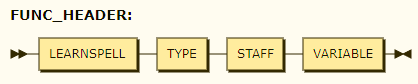 FUNC_HEADER:
LEARNSPELL TYPE STAFF VARIABLE